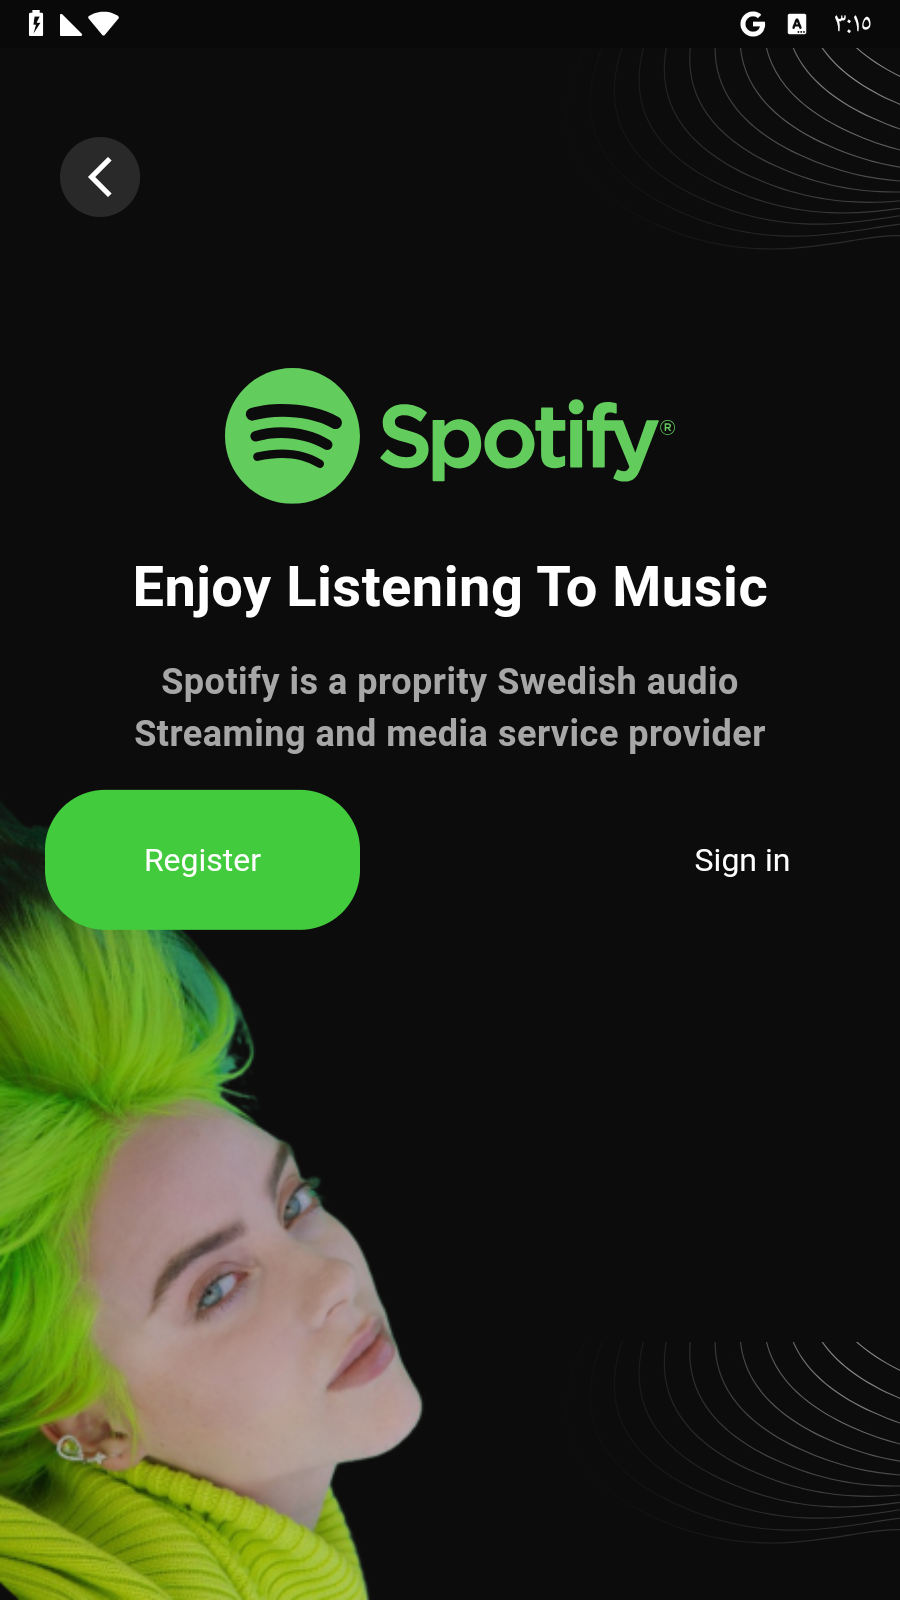 ٣:١٥
Spotify®
Enjoy Listening To Music
Spotify is a proprity Swedish audio
Streaming and media service provider
Register
Sign in